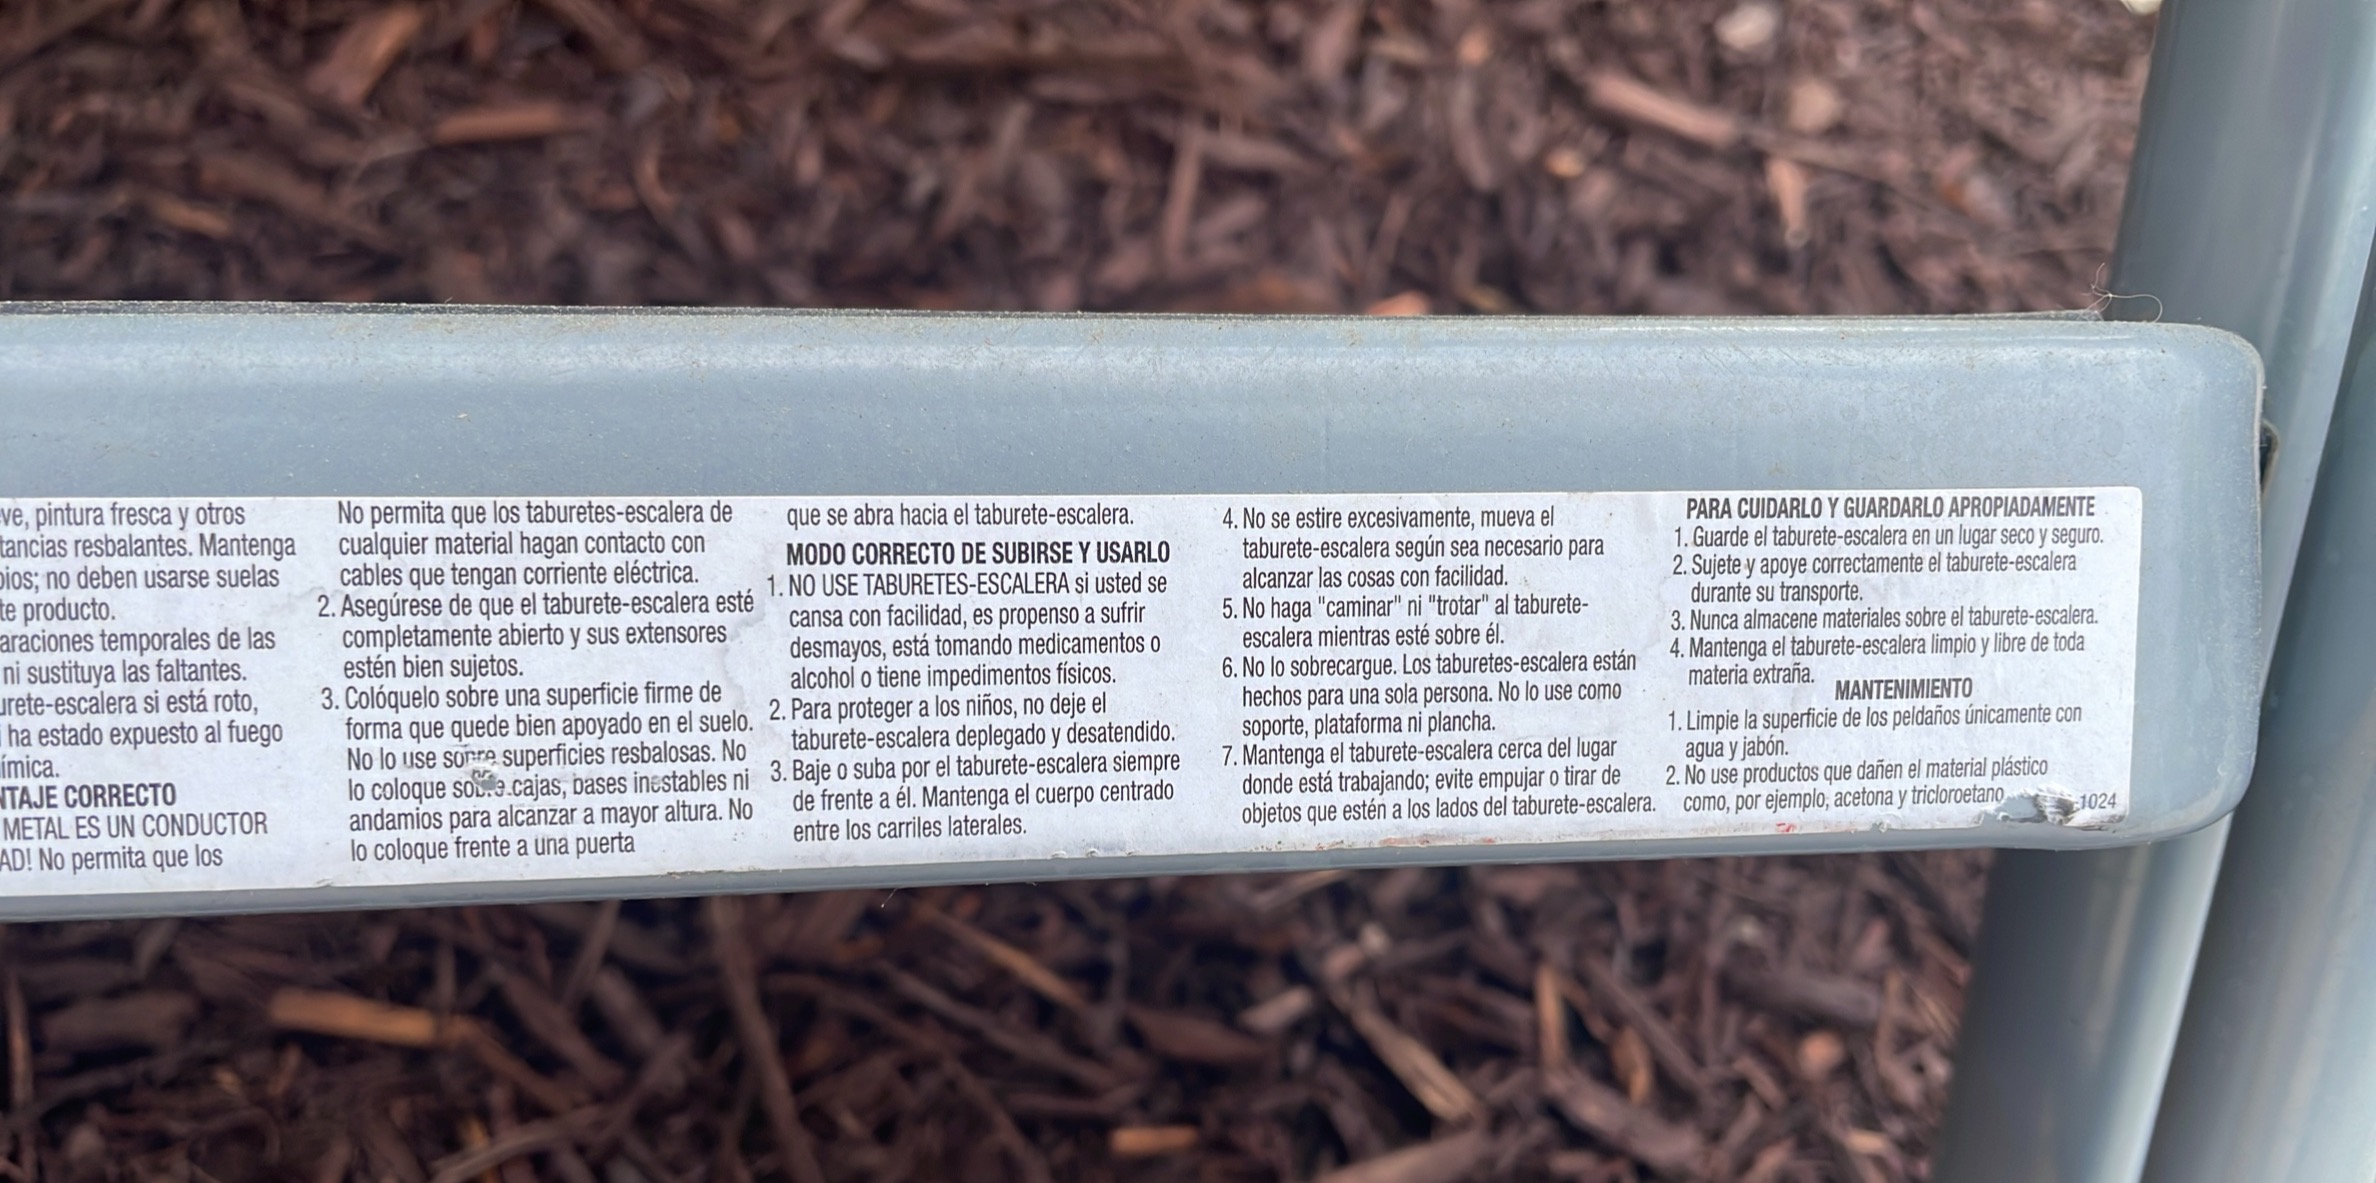 ve, pintura fresca y otros
tancias resbalantes. Mantenga
bios; no deben usarse suelas
te producto.
araciones temporales de las
ni sustituya las faltantes.
urete-escalera si está roto,
ha estado expuesto al fuego
ímica.
NTAJE CORRECTO
METAL ES UN CONDUCTOR
AD! No permita que los
No permita que los taburetes-escalera de
cualquier material hagan contacto con
cables que tengan corriente eléctrica.
2. Asegúrese de que el taburete-escalera esté
completamente abierto y sus extensores
estén bien sujetos.
3. Colóquelo sobre una superficie firme de
forma que quede bien apoyado en el suelo.
No lo use sobre superficies resbalosas. No
lo coloque sobre cajas, bases inestables ni
andamios para alcanzar a mayor altura. No
lo coloque frente a una puerta
que se abra hacia el taburete-escalera.
MODO CORRECTO DE SUBIRSE Y USARLO
1. NO USE TABURETES-ESCALERA si usted se
cansa con facilidad, es propenso a sufrir
desmayos, está tomando medicamentos o
alcohol o tiene impedimentos físicos.
2. Para proteger a los niños, no deje el
taburete-escalera deplegado y desatendido.
3. Baje o suba por el taburete-escalera siempre
de frente a él. Mantenga el cuerpo centrado
entre los carriles laterales.
4. No se estire excesivamente, mueva el
taburete-escalera según sea necesario para
alcanzar las cosas con facilidad.
5. No haga "caminar" ni "trotar" al taburete-
escalera mientras esté sobre él.
6. No lo sobrecargue. Los taburetes-escalera están
hechos para una sola persona. No lo use como
soporte, plataforma ni plancha.
7. Mantenga el taburete-escalera cerca del lugar
donde está trabajando; evite empujar o tirar de
objetos que estén a los lados del taburete-escalera.
PARA CUIDARLO Y GUARDARLO APROPIADAMENTE
1. Guarde el taburete-escalera en un lugar seco y seguro.
2. Sujete y apoye correctamente el taburete-escalera
durante su transporte.
3. Nunca almacene materiales sobre el taburete-escalera.
4. Mantenga el taburete-escalera limpio y libre de toda
materia extraña.
MANTENIMIENTO
1. Limpie la superficie de los peldaños únicamente con
agua y jabón.
2. No use productos que dañen el material plástico
como, por ejemplo, acetona y tricloroetano
1024